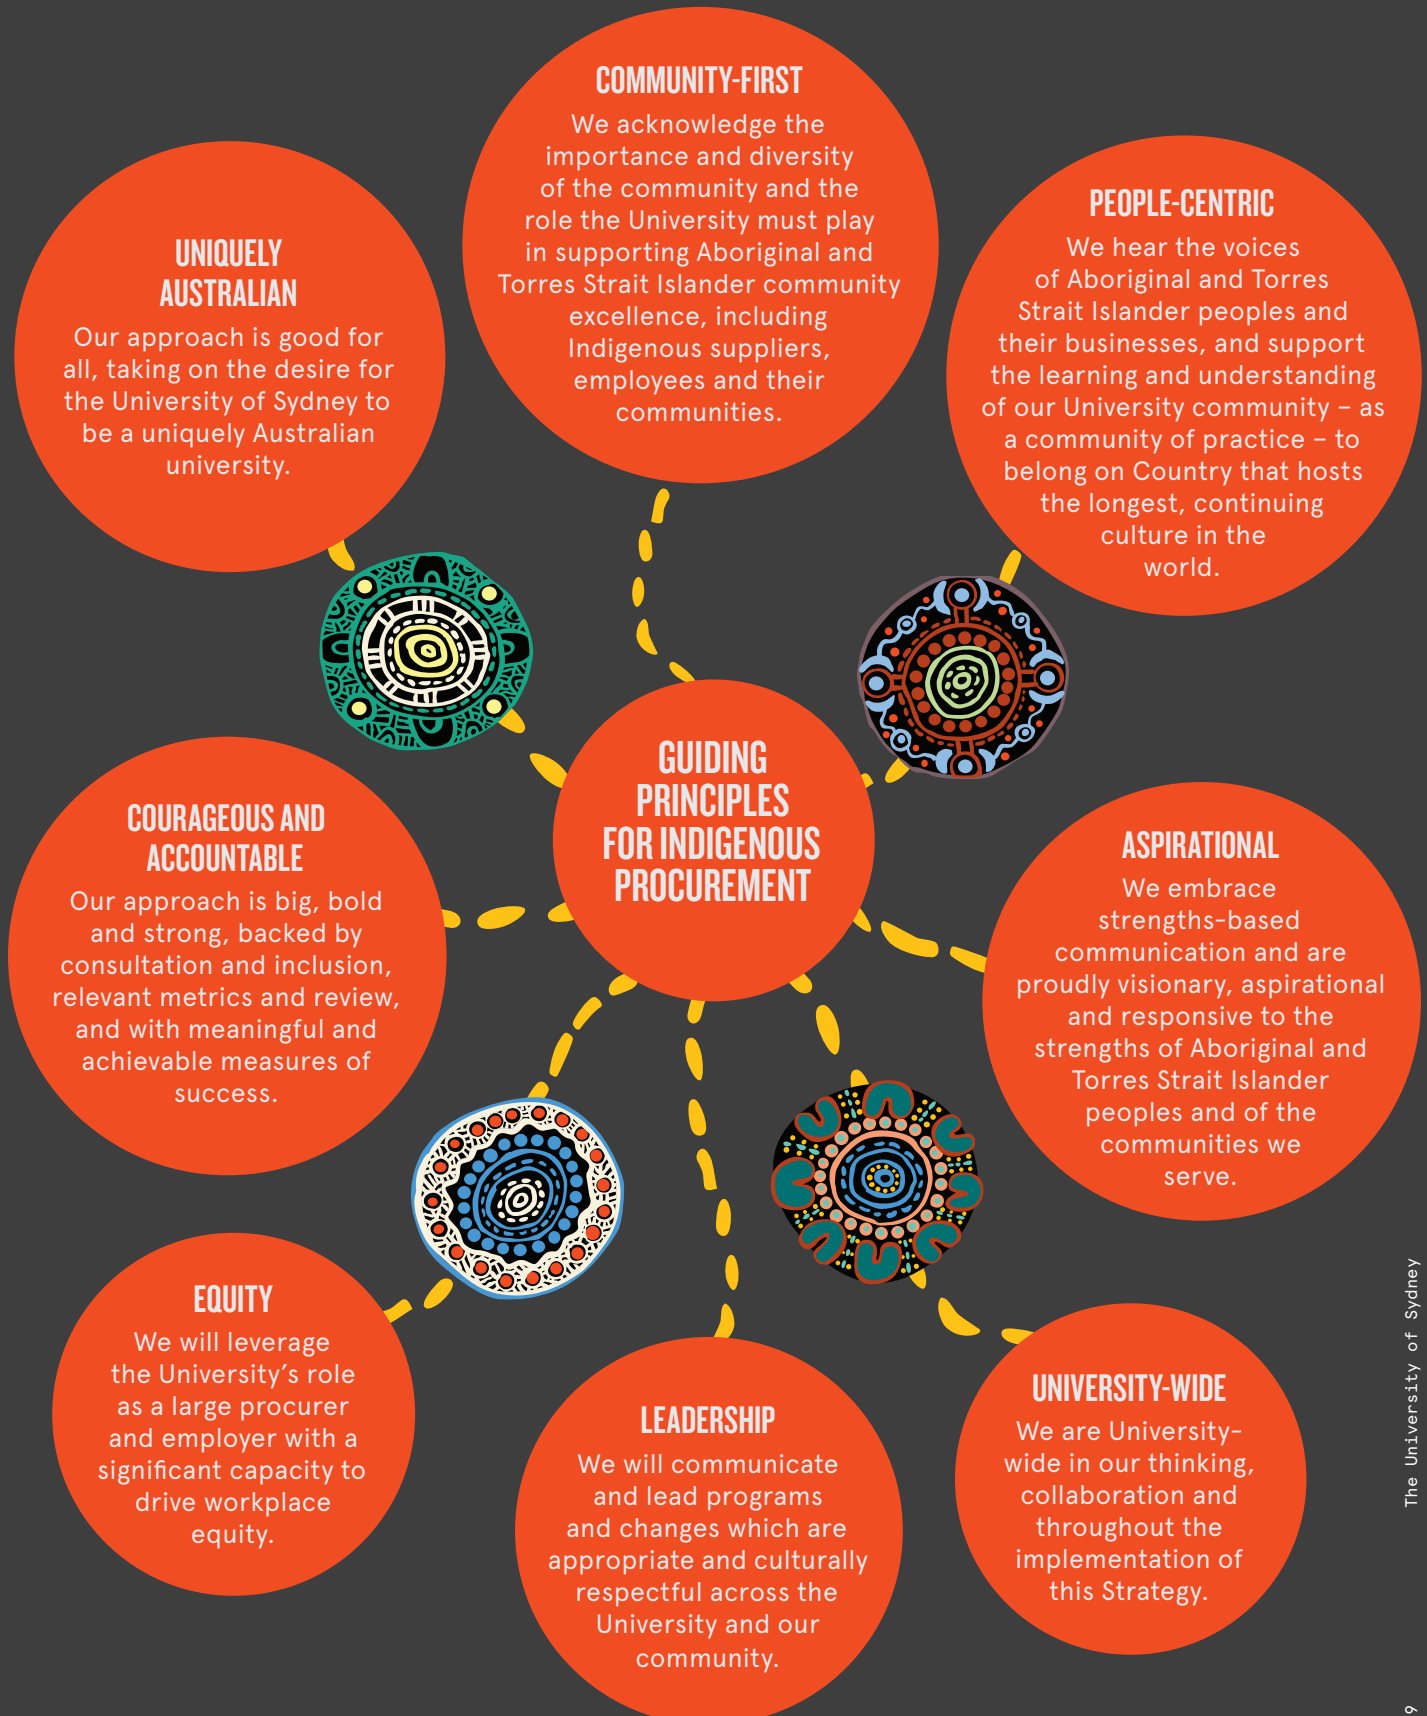 COMMUNITY-FIRST
We acknowledge the
importance and diversity
of the community and the
role the University must play
in supporting Aboriginal and
Torres Strait Islander community
excellence, including
Indigenous suppliers,
employees and their
communities.
UNIQUELY
AUSTRALIAN
Our approach is good for
all, taking on the desire for
the University of Sydney to
be a uniquely Australian
university.
PEOPLE-CENTRIC
We hear the voices
of Aboriginal and Torres
Strait Islander peoples and
their businesses, and support
the learning and understanding
of our University community – as
a community of practice – to
belong on Country that hosts
the longest, continuing
culture in the
world.
GUIDING
PRINCIPLES
FOR INDIGENOUS
PROCUREMENT
COURAGEOUS AND
ACCOUNTABLE
Our approach is big, bold
and strong, backed by
consultation and inclusion,
relevant metrics and review,
and with meaningful and
achievable measures of
success.
ASPIRATIONAL
We embrace
strengths-based
communication and are
proudly visionary, aspirational
and responsive to the
strengths of Aboriginal and
Torres Strait Islander
peoples and of the
communities we
serve.
EQUITY
We will leverage
the University's role
as a large procurer
and employer with a
significant capacity to
drive workplace
equity.
LEADERSHIP
We will communicate
and lead programs
and changes which are
appropriate and culturally
respectful across the
University and our
community.
UNIVERSITY-WIDE
We are University-
wide in our thinking,
collaboration and
throughout the
implementation of
this Strategy.
The University of Sydney
9